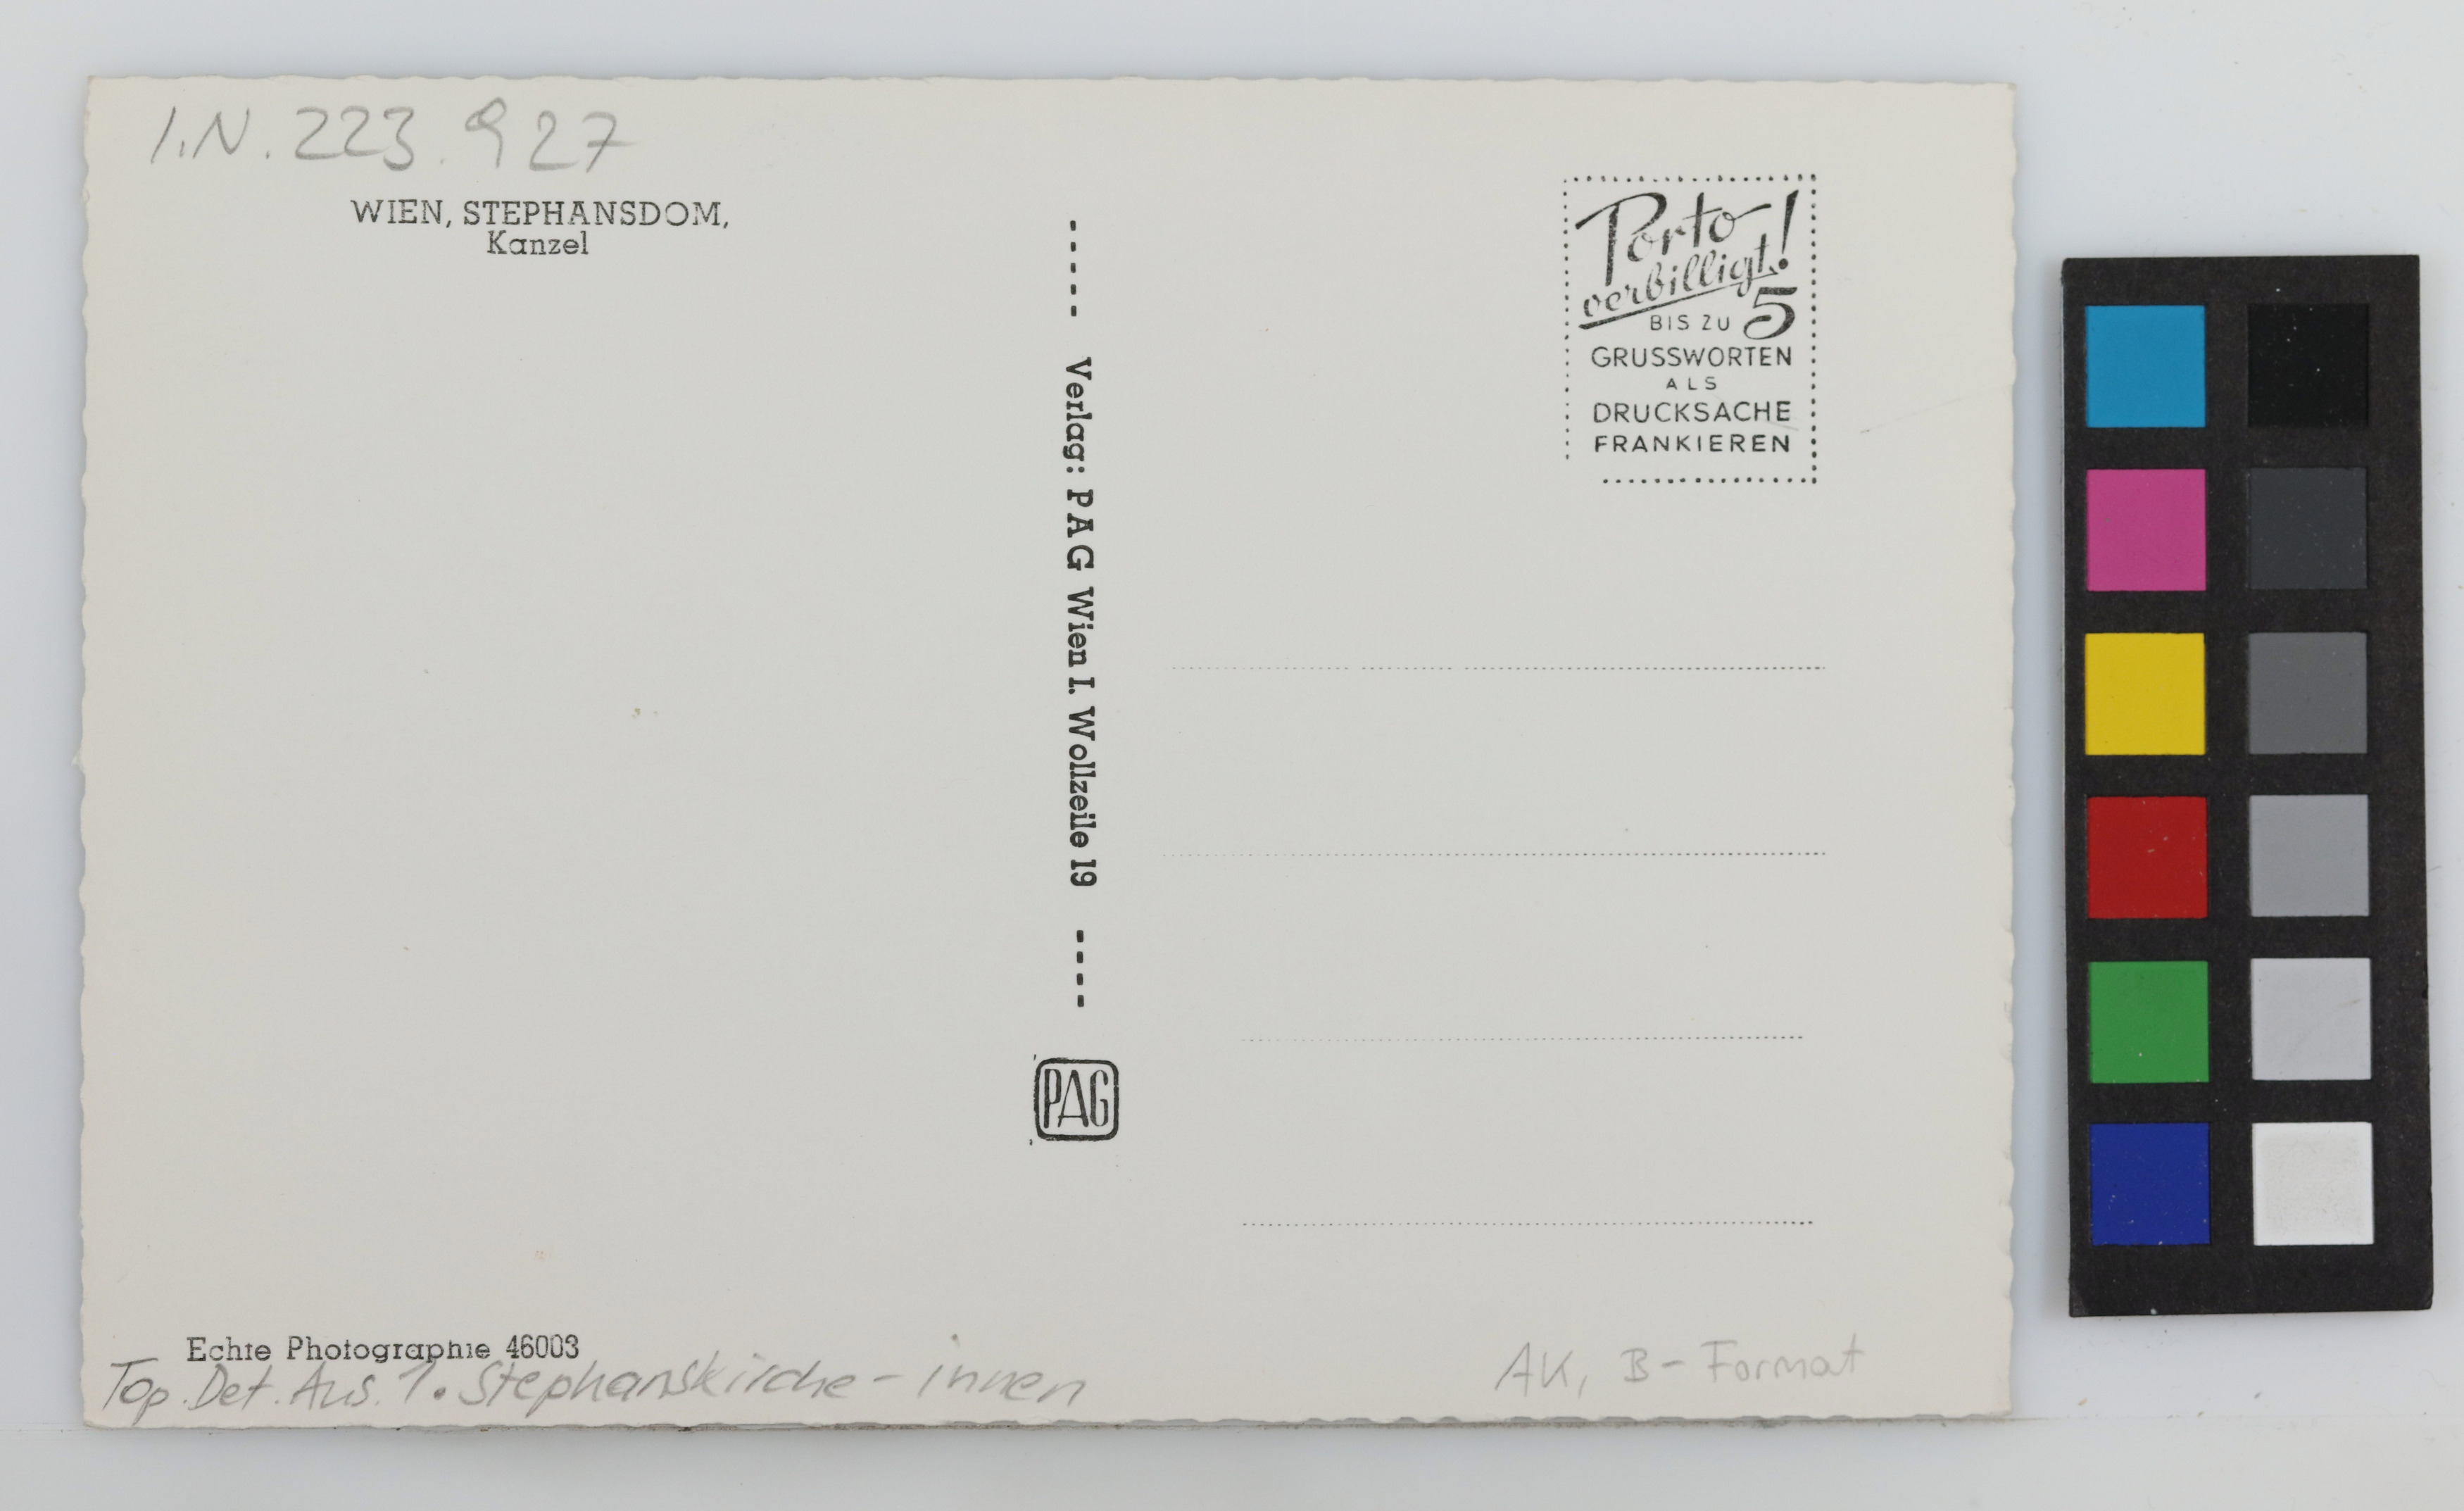 I.N. 223.927
WIEN, STEPHANSDOM,
Kanzel
Verlag: PAG Wien I. Wollzeile 19
PAG
Porto
verbilligt!
BIS ZU 5
GRUSSWORTEN
ALS
DRUCKSACHE
FRANKIEREN
Echte Photographie 46003
Top. Det. Aus. 1. Stephanskirche - innen
AK, B-Format